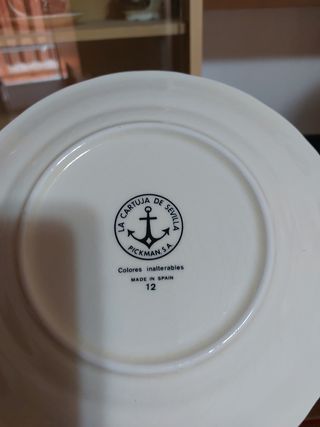 LA CARTUJA DE SEVILLA
PICKMAN, S.A
Colores inalterables
MADE IN SPAIN
12